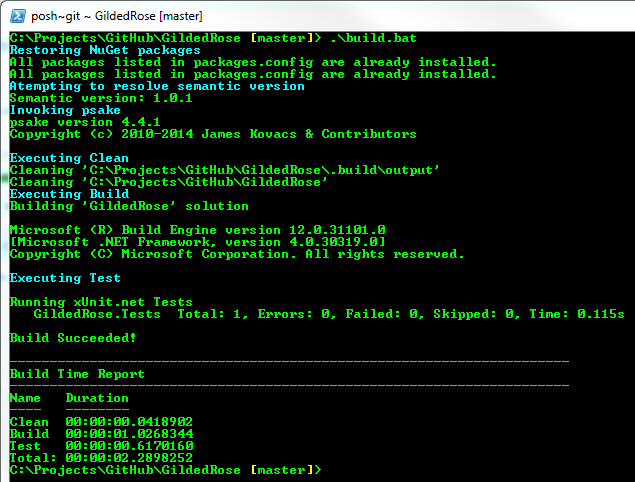 posh~git ~ GildedRose [master]
C:\Projects\GitHub\GildedRose [master]> .\build.bat
Restoring NuGet packages
All packages listed in packages.config are already installed.
All packages listed in packages.config are already installed.
Atempting to resolve semantic version
Semantic version: 1.0.1
Invoking psake
psake version 4.4.1
Copyright (c) 2010-2014 James Kovacs & Contributors
Executing Clean
Cleaning 'C:\Projects\GitHub\GildedRose\.build\output'
Cleaning 'C:\Projects\GitHub\GildedRose'
Executing Build
Building 'GildedRose' solution
Microsoft (R) Build Engine version 12.0.31101.0
[Microsoft .NET Framework, version 4.0.30319.0]
Copyright (C) Microsoft Corporation. All rights reserved.
Executing Test
Running xUnit.net Tests
GildedRose.Tests  Total: 1, Errors: 0, Failed: 0, Skipped: 0, Time: 0.115s
Build Succeeded!
----------------------------------------------------------------------
Build Time Report
----------------------------------------------------------------------
Name   Duration
----   --------
Clean  00:00:00.0418902
Build  00:00:01.0268344
Test   00:00:00.6170160
Total: 00:00:02.2898252
C:\Projects\GitHub\GildedRose [master]>